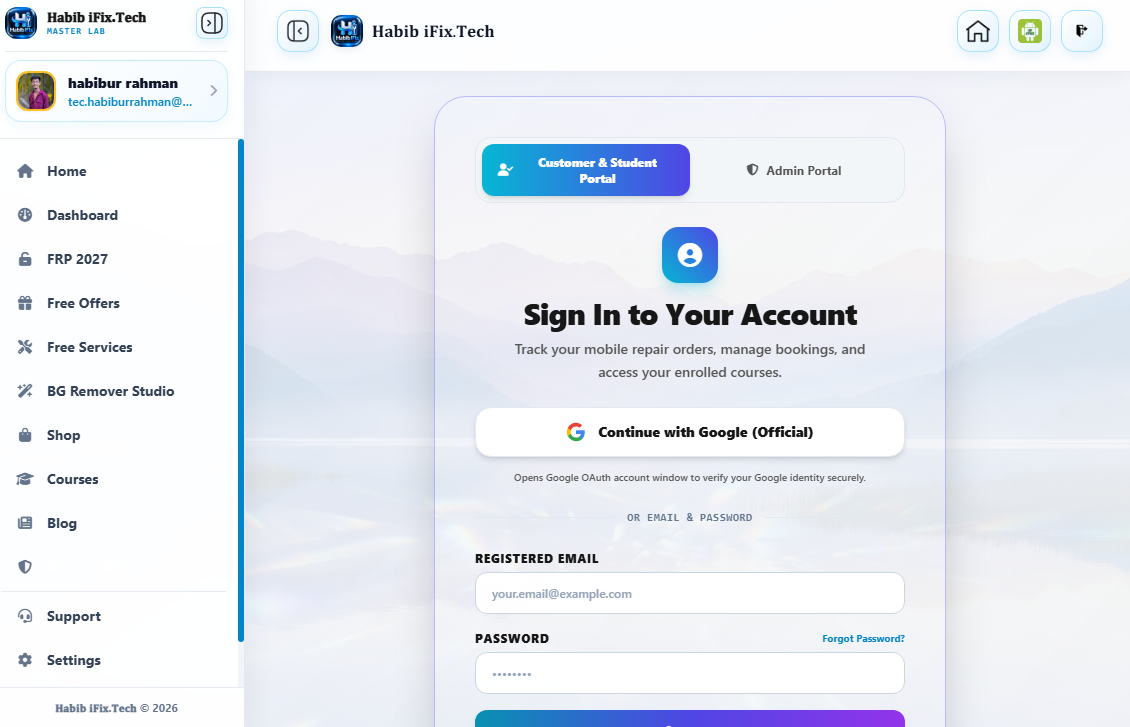 Habib iFix.Tech
MASTER LAB
habibur rahman
tec.habiburrahman@...
Home
Dashboard
FRP 2027
Free Offers
Free Services
BG Remover Studio
Shop
Courses
Blog
Support
Settings
Habib iFix.Tech © 2026
Habib iFix.Tech
Customer & Student
Portal
Admin Portal
Sign In to Your Account
Track your mobile repair orders, manage bookings, and
access your enrolled courses.
Continue with Google (Official)
Opens Google OAuth account window to verify your Google identity securely.
OR EMAIL & PASSWORD
REGISTERED EMAIL
your.email@example.com
PASSWORD
Forgot Password?